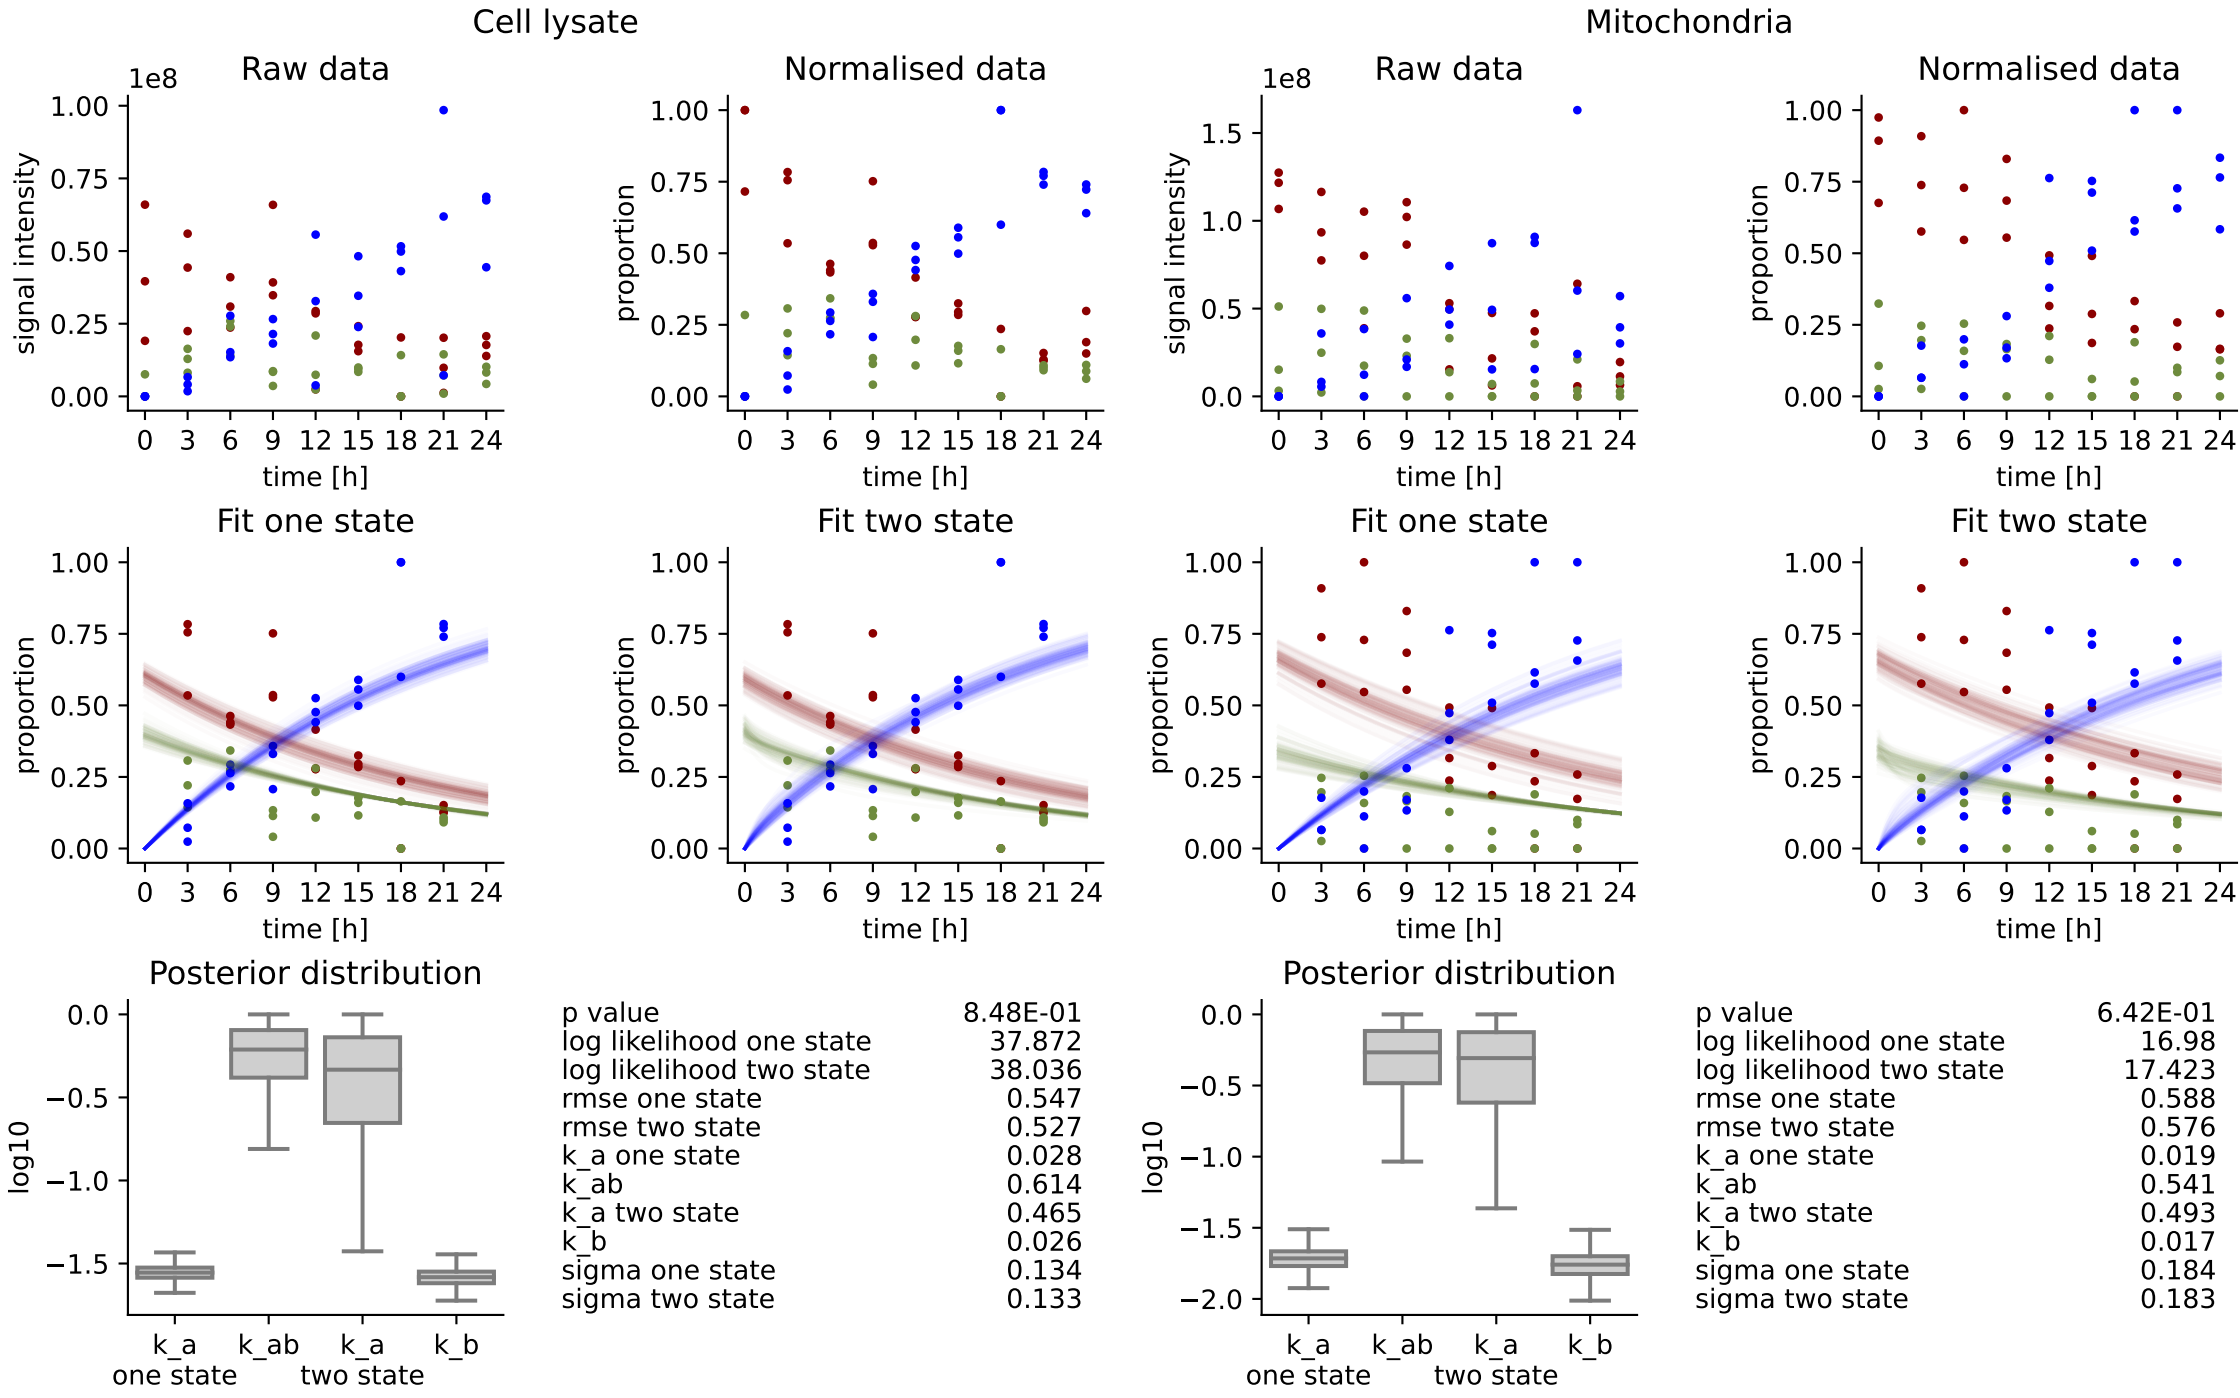 Cell lysate
Mitochondria
Raw data
Normalised data
Raw data
Normalised data
1e8
1.00
0.75
0.50
0.25
0.00
signal intensity
0 3 6 9 12 15 18 21 24
time [h]
1.00
0.75
0.50
0.25
0.00
proportion
0 3 6 9 12 15 18 21 24
time [h]
1e8
1.5
1.0
0.5
0.0
signal intensity
0 3 6 9 12 15 18 21 24
time [h]
1.00
0.75
0.50
0.25
0.00
proportion
0 3 6 9 12 15 18 21 24
time [h]
Fit one state
Fit two state
Fit one state
Fit two state
1.00
0.75
0.50
0.25
0.00
proportion
0 3 6 9 12 15 18 21 24
time [h]
1.00
0.75
0.50
0.25
0.00
proportion
0 3 6 9 12 15 18 21 24
time [h]
1.00
0.75
0.50
0.25
0.00
proportion
0 3 6 9 12 15 18 21 24
time [h]
1.00
0.75
0.50
0.25
0.00
proportion
0 3 6 9 12 15 18 21 24
time [h]
Posterior distribution
0.0
−0.5
−1.0
−1.5
log10
k_a k_ab k_a k_b
one state two state
p value 8.48E-01
log likelihood one state 37.872
log likelihood two state 38.036
rmse one state 0.547
rmse two state 0.527
k_a one state 0.028
k_ab 0.614
k_a two state 0.465
k_b 0.026
sigma one state 0.134
sigma two state 0.133
Posterior distribution
0.0
−0.5
−1.0
−1.5
−2.0
log10
k_a k_ab k_a k_b
one state two state
p value 6.42E-01
log likelihood one state 16.98
log likelihood two state 17.423
rmse one state 0.588
rmse two state 0.576
k_a one state 0.019
k_ab 0.541
k_a two state 0.493
k_b 0.017
sigma one state 0.184
sigma two state 0.183